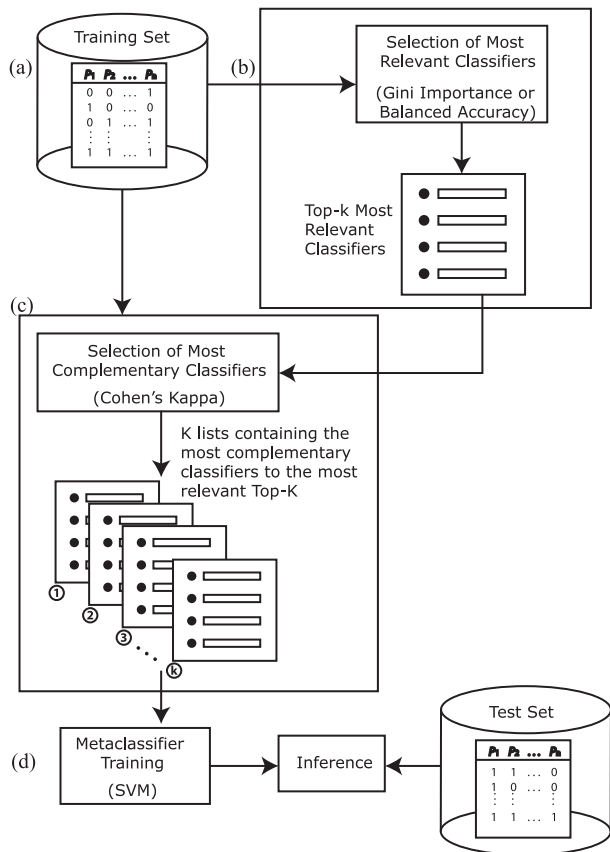 (a)
Training Set
P1 P2 ... Pn
0 0 ... 1
1 0 ... 0
0 1 ... 1
⋮ ⋮ ⋮
1 1 ... 1
(b)
Selection of Most
Relevant Classifiers
(Gini Importance or
Balanced Accuracy)
Top-k Most
Relevant
Classifiers
(c)
Selection of Most
Complementary Classifiers
(Cohen's Kappa)
K lists containing the
most complementary
classifiers to the most
relevant Top-K
1
2
3
....
k
(d)
Metaclassifier
Training
(SVM)
Inference
Test Set
P1 P2 ... Pn
1 1 ... 0
1 0 ... 0
⋮ ⋮ ⋮
1 1 ... 1